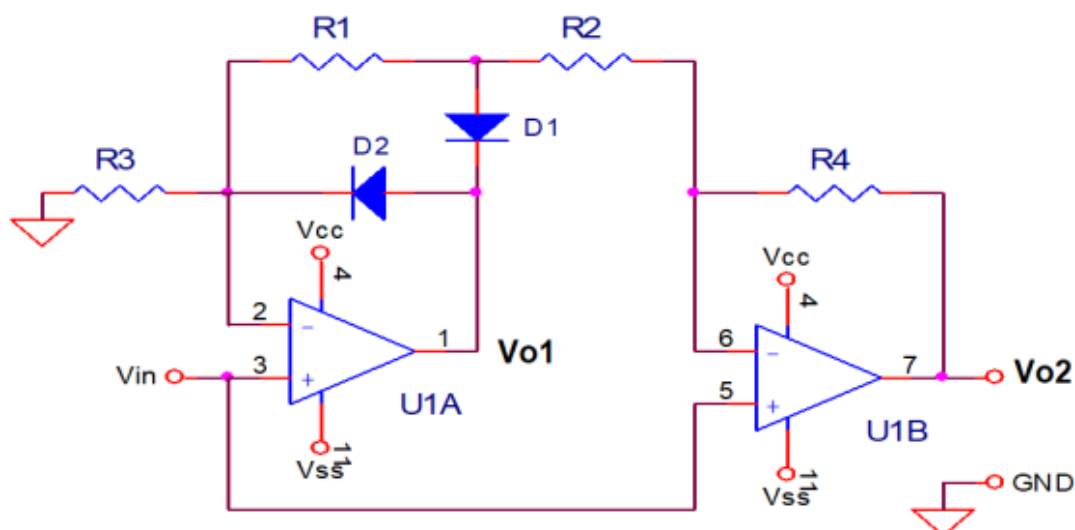 R1
R2
D1
D2
R3
R4
Vcc
4
Vcc
4
2
-
1
Vo1
6
-
7
Vo2
Vin
3
+
5
+
U1A
U1B
11
Vss
11
Vss
GND